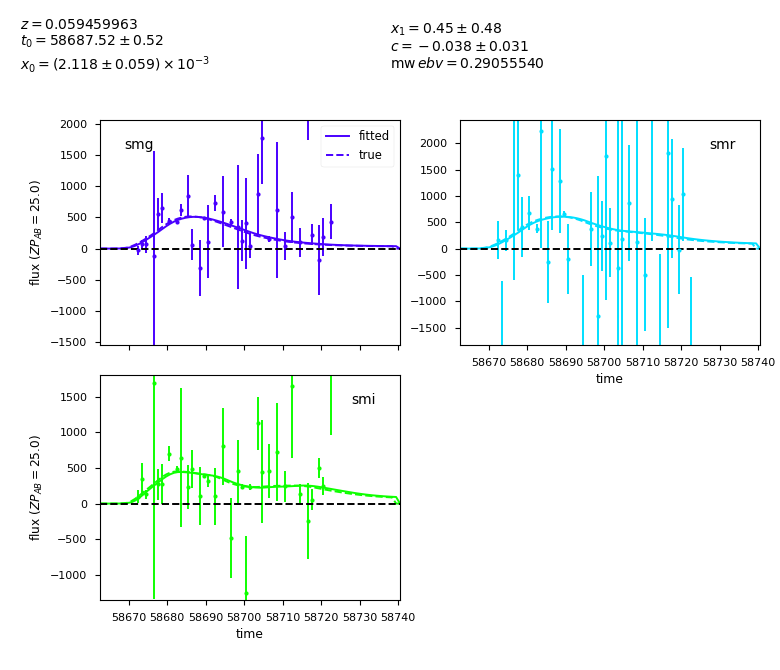 z = 0.059459963
t₀ = 58687.52 ± 0.52
x₀ = (2.118 ± 0.059) × 10⁻³
x₁ = 0.45 ± 0.48
c = −0.038 ± 0.031
mw ebv = 0.29055540
smg
fitted
true
2000
1500
1000
500
0
−500
−1000
−1500
flux (ZP_AB = 25.0)
smr
2000
1500
1000
500
0
−500
−1000
−1500
58670 58680 58690 58700 58710 58720 58730 58740
time
smi
1500
1000
500
0
−500
−1000
flux (ZP_AB = 25.0)
58670 58680 58690 58700 58710 58720 58730 58740
time